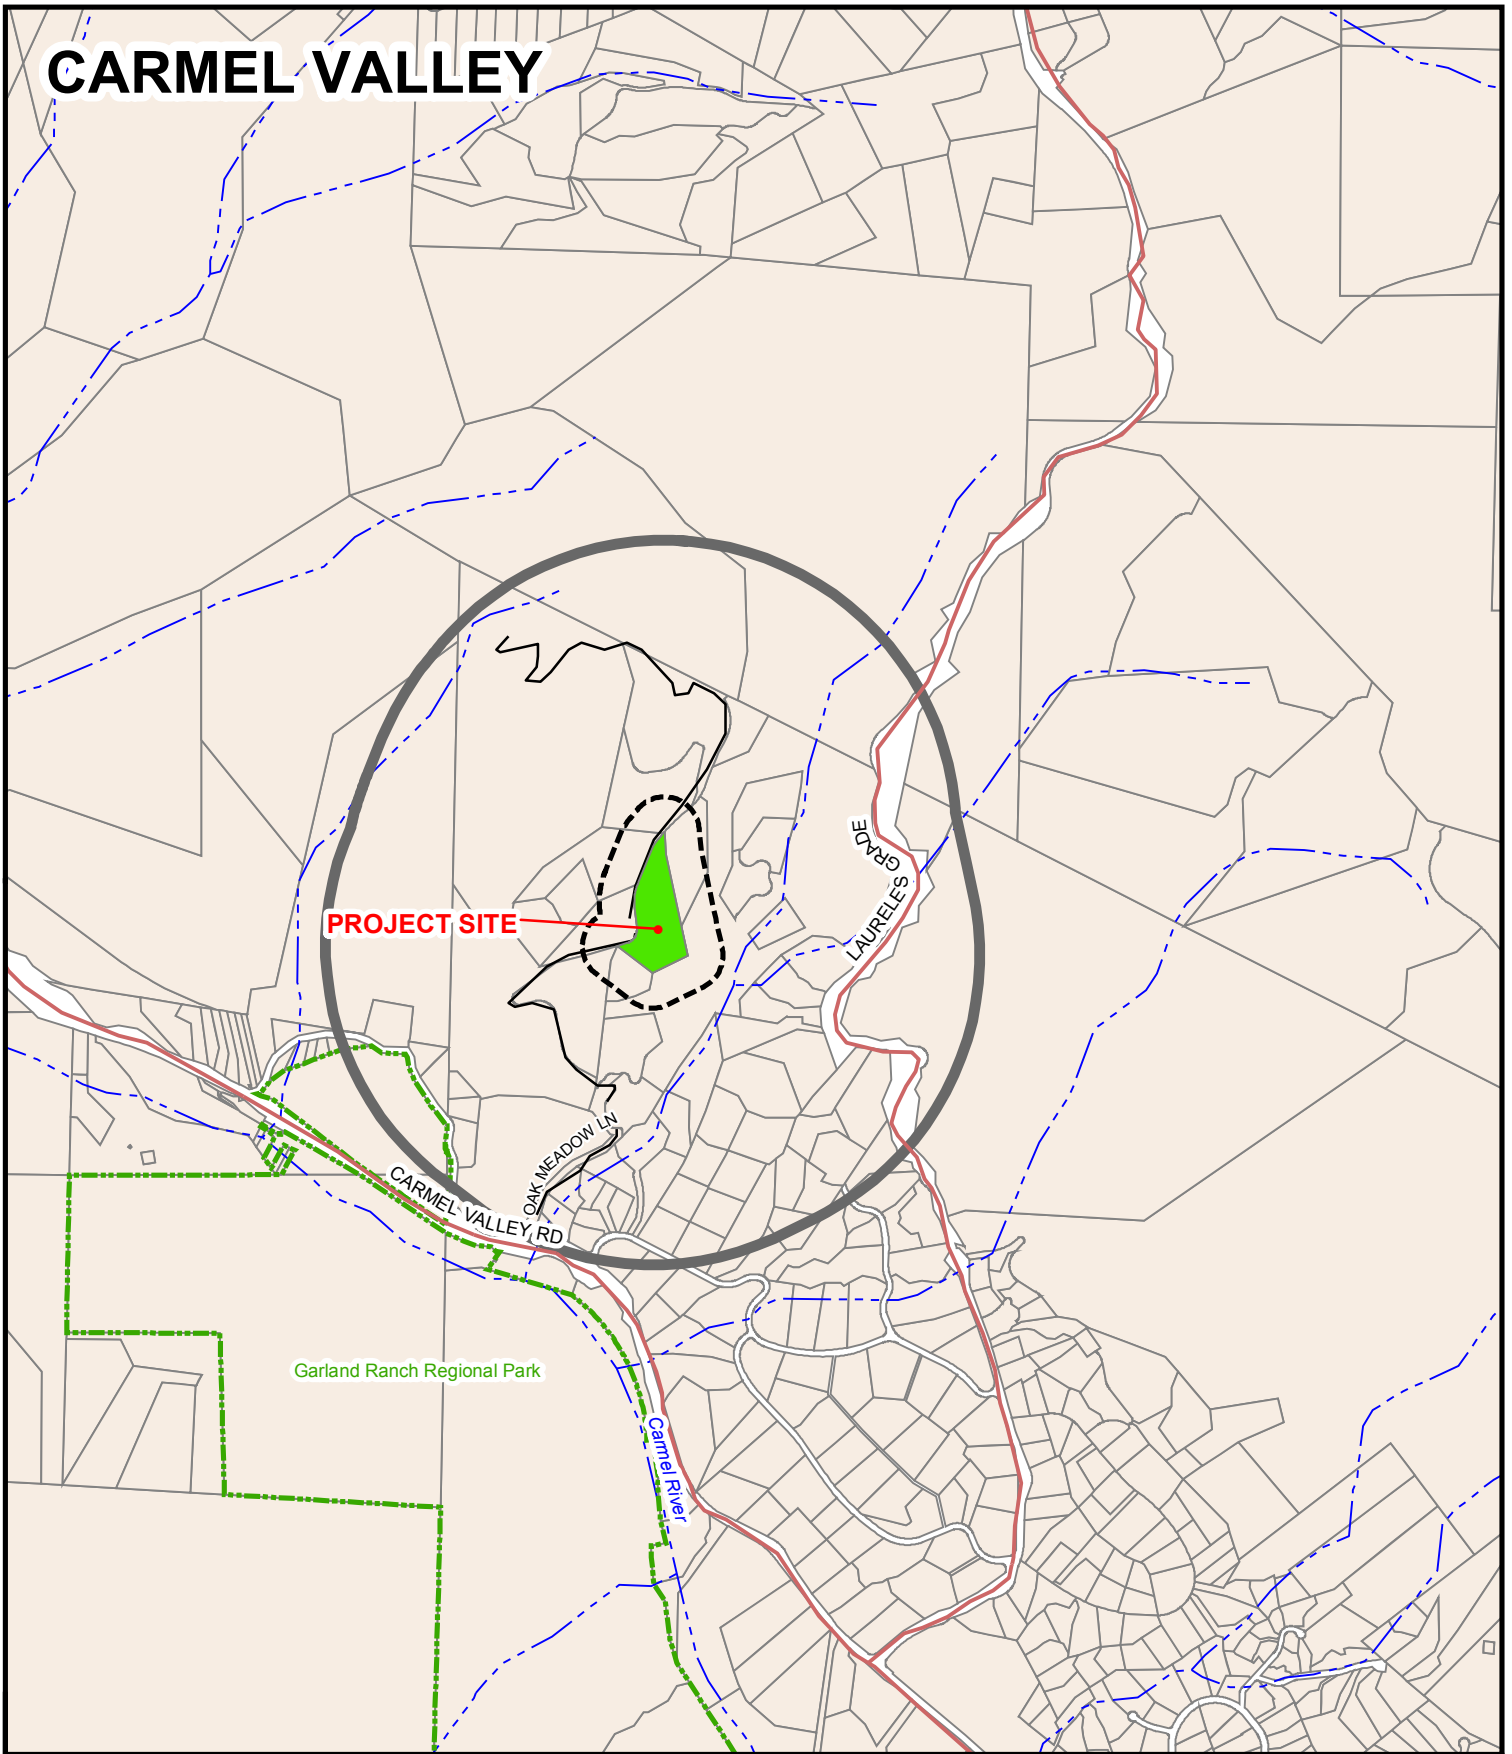 CARMEL VALLEY
GRADE
LAURELES
PROJECT SITE
OAK MEADOW LN
CARMEL VALLEY RD
Garland Ranch Regional Park
Carmel River